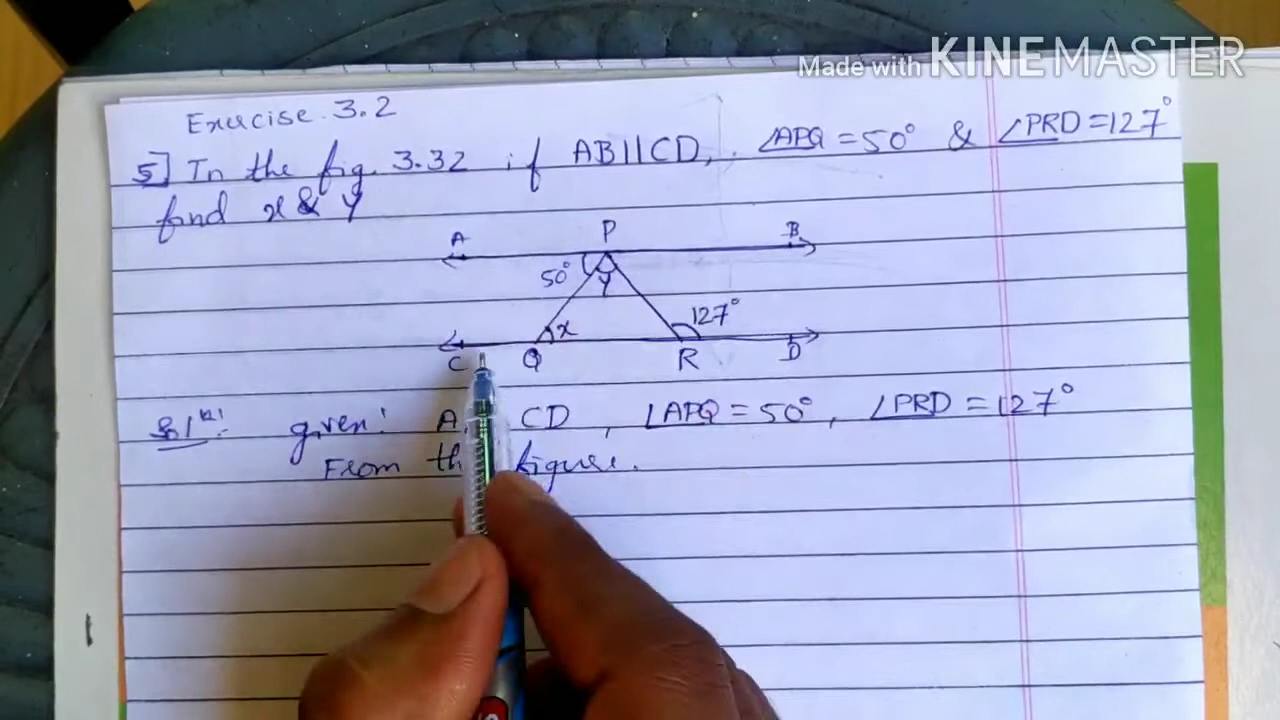 Made with KINEMASTER
Exercise. 3.2
5] In the fig. 3.32 if AB||CD, ∠APQ = 50° & ∠PRD = 127°
find x & y
A P B
50° y
x 127°
C Q R D
Sol^n: given: A CD, ∠APQ = 50°, ∠PRD = 127°
From th figure.